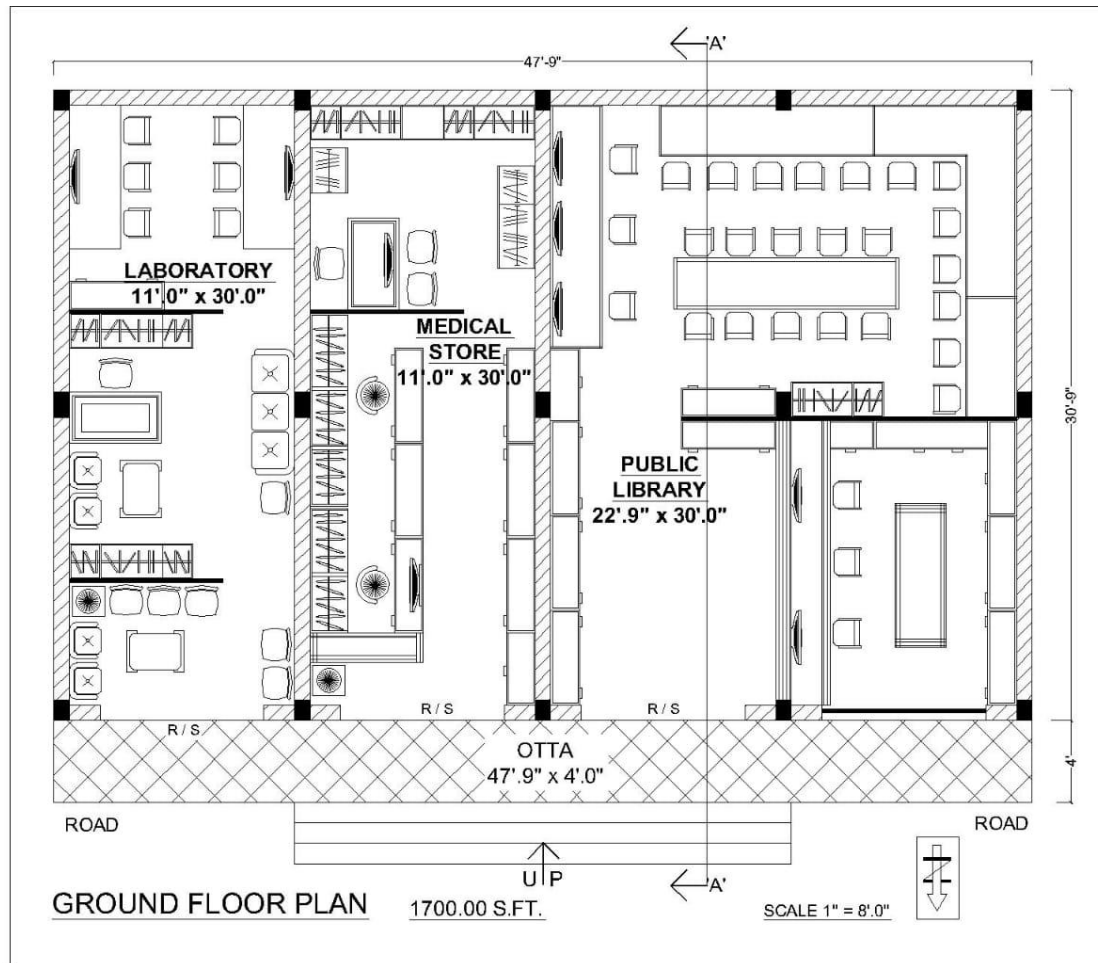 'A'
47'-9"
LABORATORY
11'.0" x 30'.0"
MEDICAL
STORE
11'.0" x 30'.0"
PUBLIC
LIBRARY
22'.9" x 30'.0"
30'-9"
R / S
R / S
R / S
OTTA
47'.9" x 4'.0"
4'
ROAD
ROAD
UP
'A'
GROUND FLOOR PLAN
1700.00 S.FT.
SCALE 1" = 8'.0"